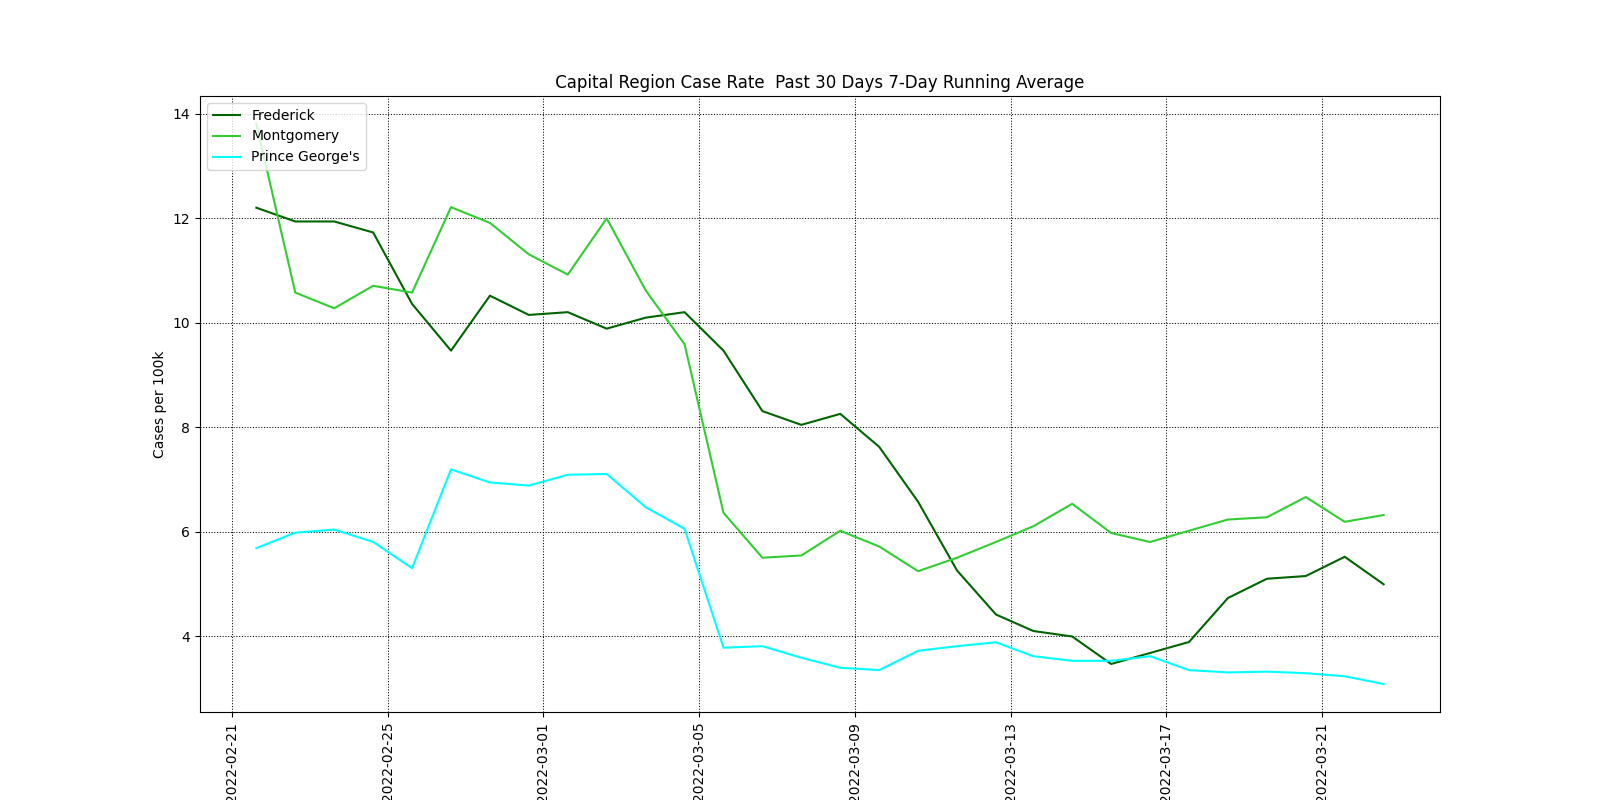 Capital Region Case Rate  Past 30 Days 7-Day Running Average
Frederick
Montgomery
Prince George's
14
12
10
8
6
4
Cases per 100k
2022-02-21
2022-02-25
2022-03-01
2022-03-05
2022-03-09
2022-03-13
2022-03-17
2022-03-21